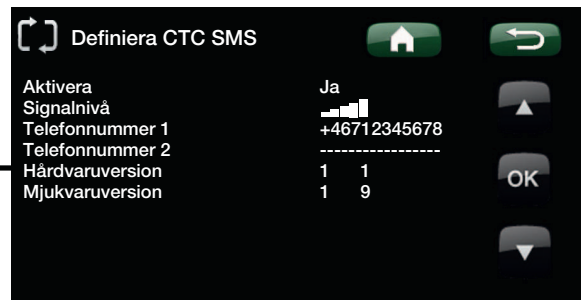 Definiera CTC SMS
Aktivera Ja
Signalnivå
Telefonnummer 1 +46712345678
Telefonnummer 2 -----------------
Hårdvaruversion 1 1
Mjukvaruversion 1 9
OK